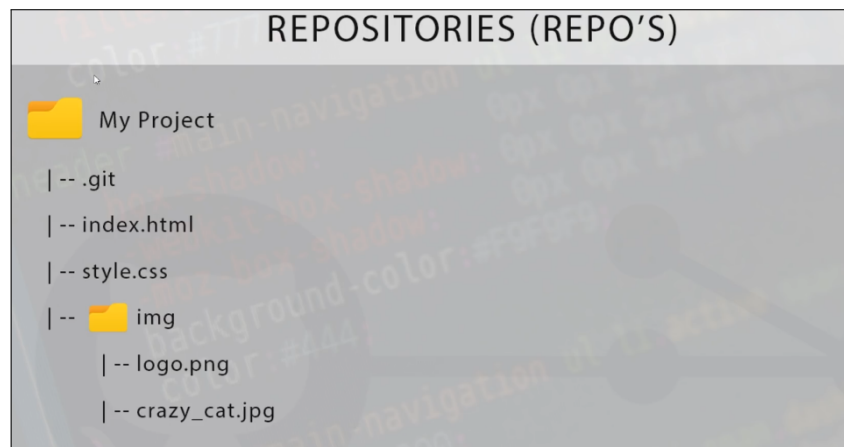 REPOSITORIES (REPO'S)
My Project
| -- .git
| -- index.html
| -- style.css
| -- img
| -- logo.png
| -- crazy_cat.jpg